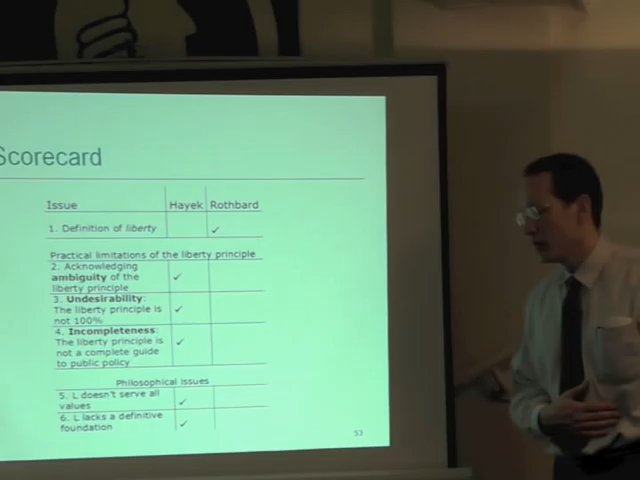 Scorecard
Issue Hayek Rothbard
1. Definition of liberty ✓
Practical limitations of the liberty principle
2. Acknowledging
ambiguity of the ✓
liberty principle
3. Undesirability:
The liberty principle is ✓
not 100%
4. Incompleteness:
The liberty principle is ✓
not a complete guide
to public policy
Philosophical issues
5. L doesn't serve all
values ✓
6. L lacks a definitive
foundation ✓
53